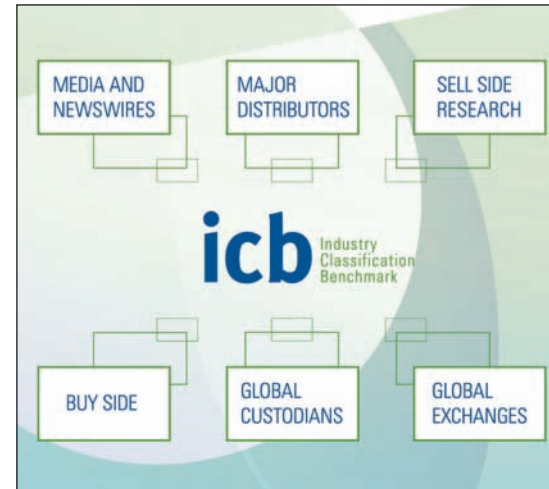 MEDIA AND
NEWSWIRES
MAJOR
DISTRIBUTORS
SELL SIDE
RESEARCH
icb
Industry
Classification
Benchmark
BUY SIDE
GLOBAL
CUSTODIANS
GLOBAL
EXCHANGES